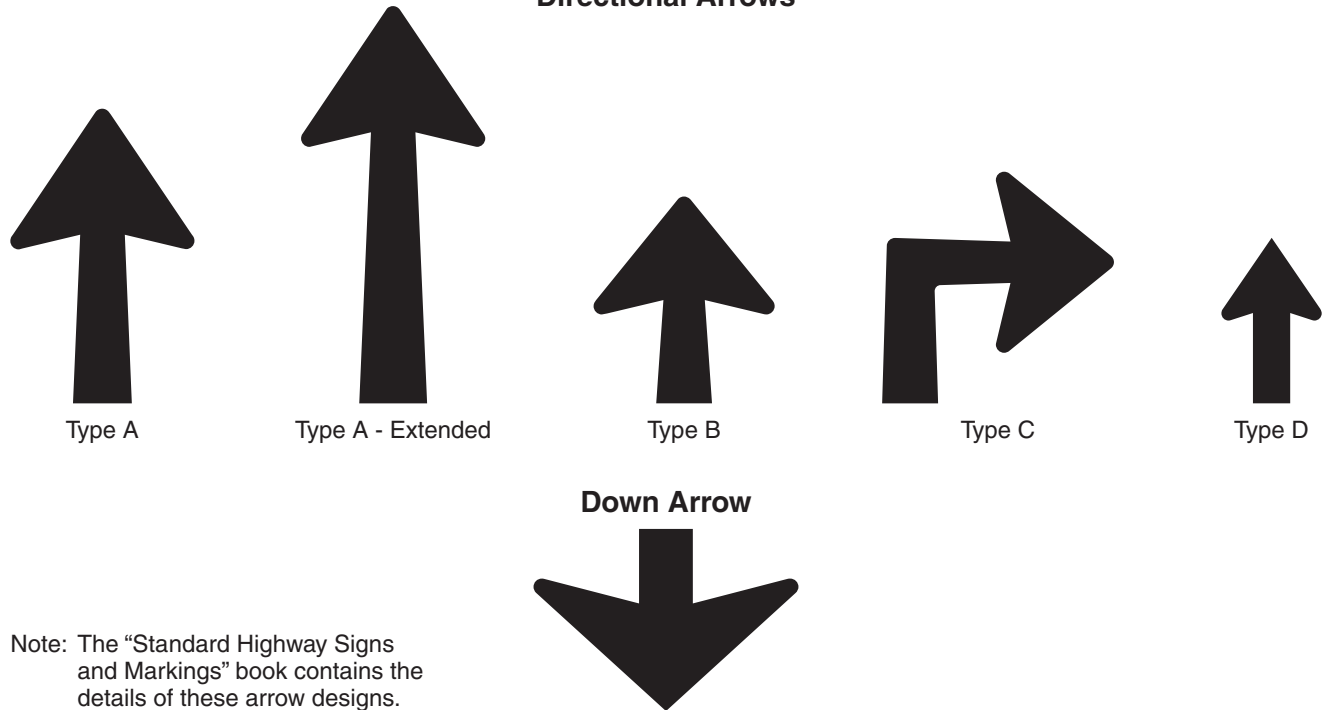 Directional Arrows
Type A
Type A - Extended
Type B
Type C
Type D
Down Arrow
Note: The “Standard Highway Signs
and Markings” book contains the
details of these arrow designs.